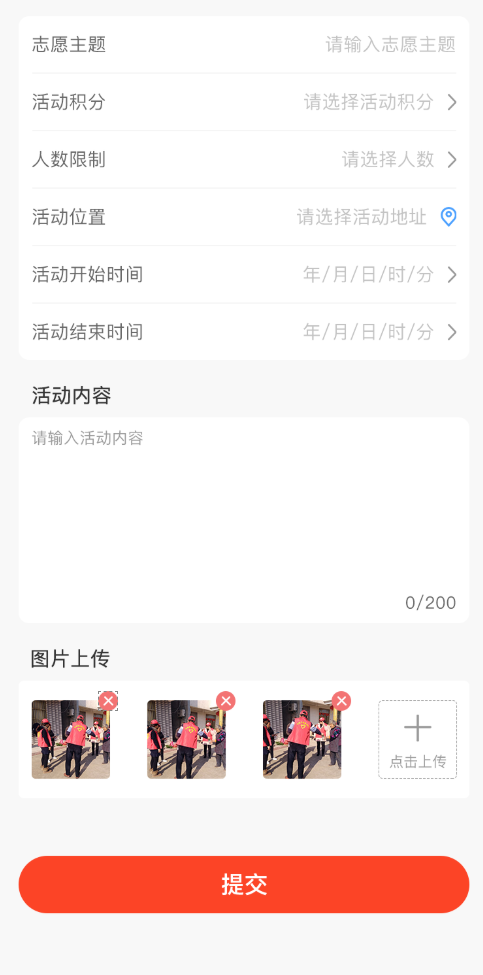 志愿主题 请输入志愿主题
活动积分 请选择活动积分
人数限制 请选择人数
活动位置 请选择活动地址
活动开始时间 年/月/日/时/分
活动结束时间 年/月/日/时/分
活动内容
请输入活动内容
0/200
图片上传
点击上传
提交